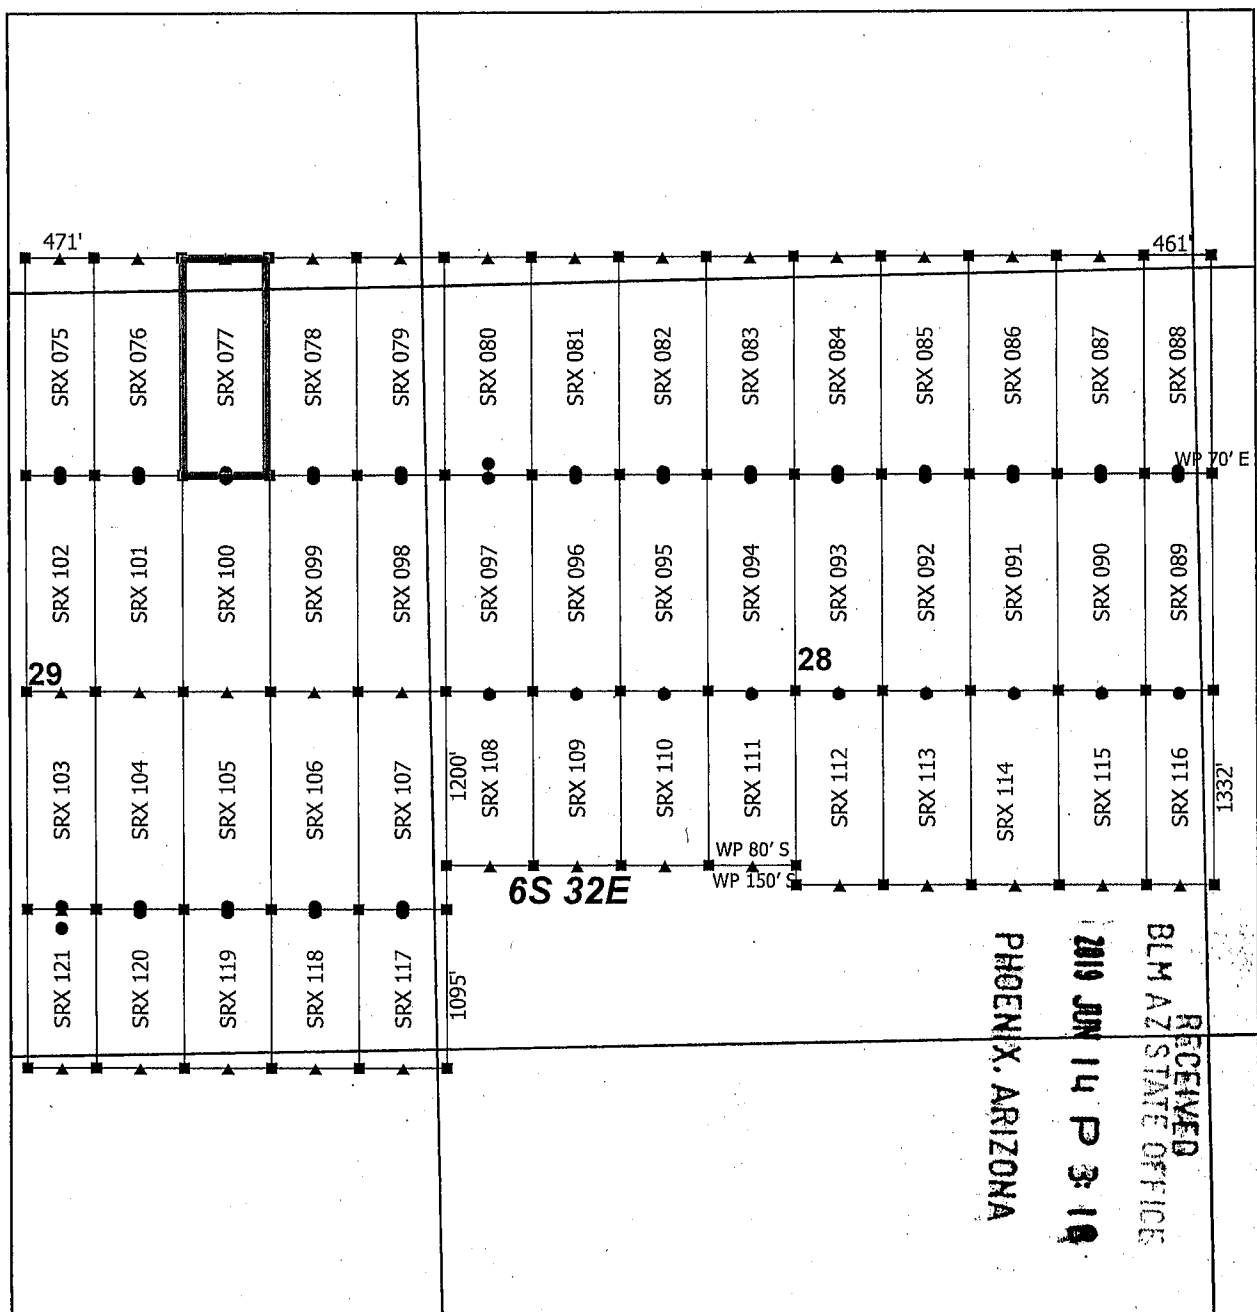 471'
461'
SRX 075
SRX 076
SRX 077
SRX 078
SRX 079
SRX 080
SRX 081
SRX 082
SRX 083
SRX 084
SRX 085
SRX 086
SRX 087
SRX 088
WP 70' E
SRX 102
SRX 101
SRX 100
SRX 099
SRX 098
SRX 097
SRX 096
SRX 095
SRX 094
SRX 093
SRX 092
SRX 091
SRX 090
SRX 089
29
28
SRX 103
SRX 104
SRX 105
SRX 106
SRX 107
1200'
SRX 108
SRX 109
SRX 110
SRX 111
SRX 112
SRX 113
SRX 114
SRX 115
SRX 116
1332'
WP 80' S
WP 150' S
6S 32E
SRX 121
SRX 120
SRX 119
SRX 118
SRX 117
1095'
RECEIVED
BLM AZ STATE OFFICE
2019 JUN 14 P 3:18
PHOENIX, ARIZONA